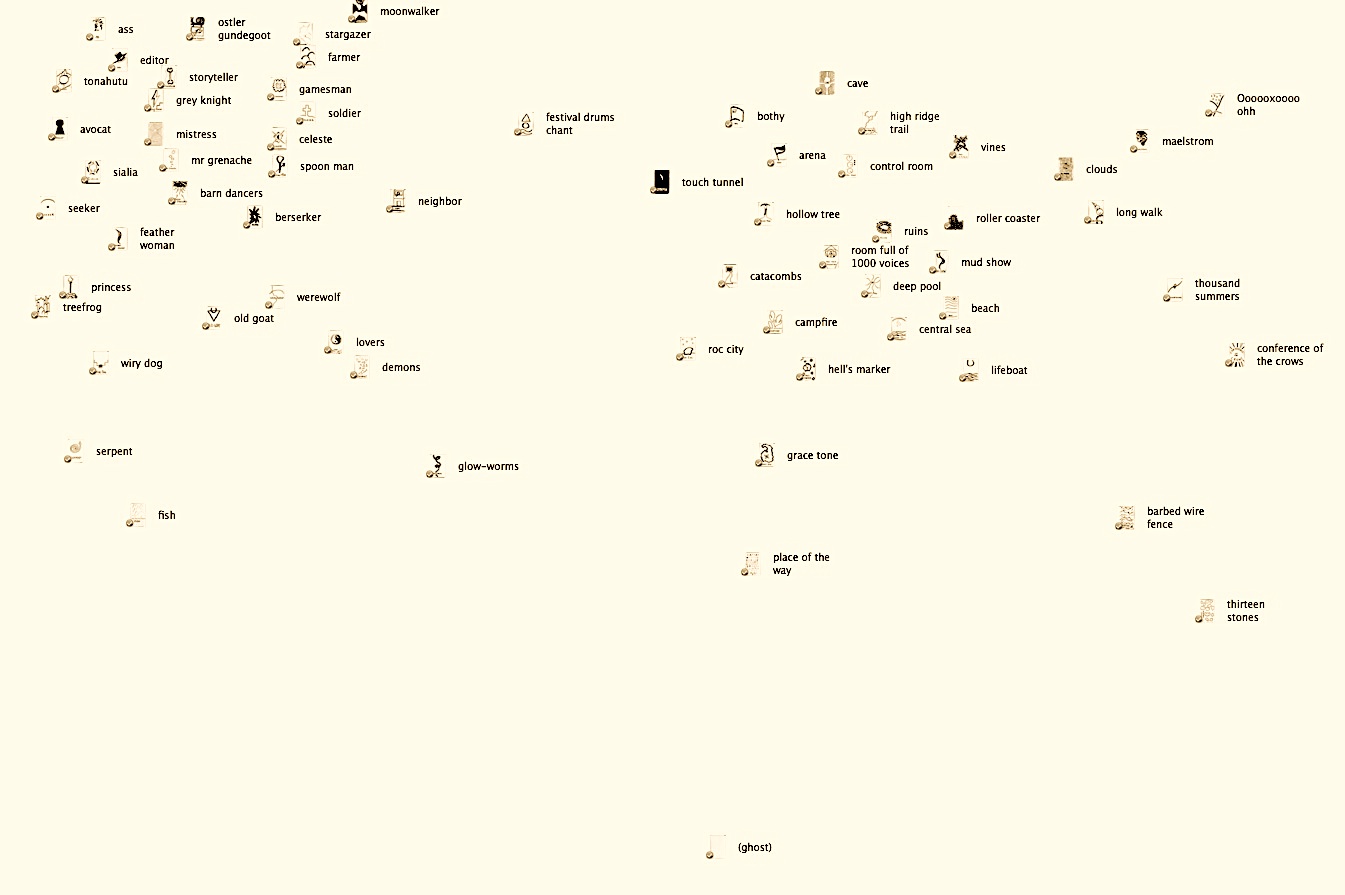 moonwalker
ass
ostler
gundegoot
stargazer
editor
farmer
tonahutu
storyteller
gamesman
grey knight
soldier
avocat
mistress
celeste
mr grenache
spoon man
sialia
barn dancers
neighbor
seeker
berserker
feather
woman
princess
treefrog
werewolf
old goat
lovers
wiry dog
demons
serpent
glow-worms
fish
festival drums
chant
cave
bothy
high ridge
trail
vines
arena
control room
touch tunnel
hollow tree
ruins
roller coaster
room full of
1000 voices
mud show
catacombs
deep pool
beach
campfire
central sea
roc city
hell's marker
lifeboat
grace tone
place of the
way
(ghost)
Oooooxoooo
ohh
maelstrom
clouds
long walk
thousand
summers
conference of
the crows
barbed wire
fence
thirteen
stones